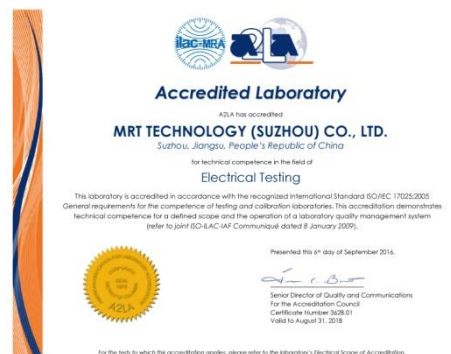 ilac-MRA
A2LA
Accredited Laboratory
A2LA has accredited
MRT TECHNOLOGY (SUZHOU) CO., LTD.
Suzhou, Jiangsu, People's Republic of China
for technical competence in the field of
Electrical Testing
This laboratory is accredited in accordance with the recognized International Standard ISO/IEC 17025:2005
General requirements for the competence of testing and calibration laboratories. This accreditation demonstrates
technical competence for a defined scope and the operation of a laboratory quality management system
(refer to joint ISO-ILAC-IAF Communiqué dated 8 January 2009).
Presented this 6th day of September 2016.
Senior Director of Quality and Communications
For the Accreditation Council
Certificate Number 3628.01
Valid to August 31, 2018
CORPORATE
SEAL
1978
A2LA
For the tests to which this accreditation applies, please refer to the laboratory's Electrical Scope of Accreditation.